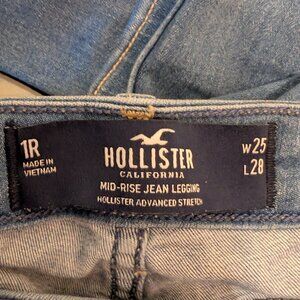 1R
MADE IN
VIETNAM
HOLLISTER
CALIFORNIA
MID-RISE JEAN LEGGING
HOLLISTER ADVANCED STRETCH
W25
L28